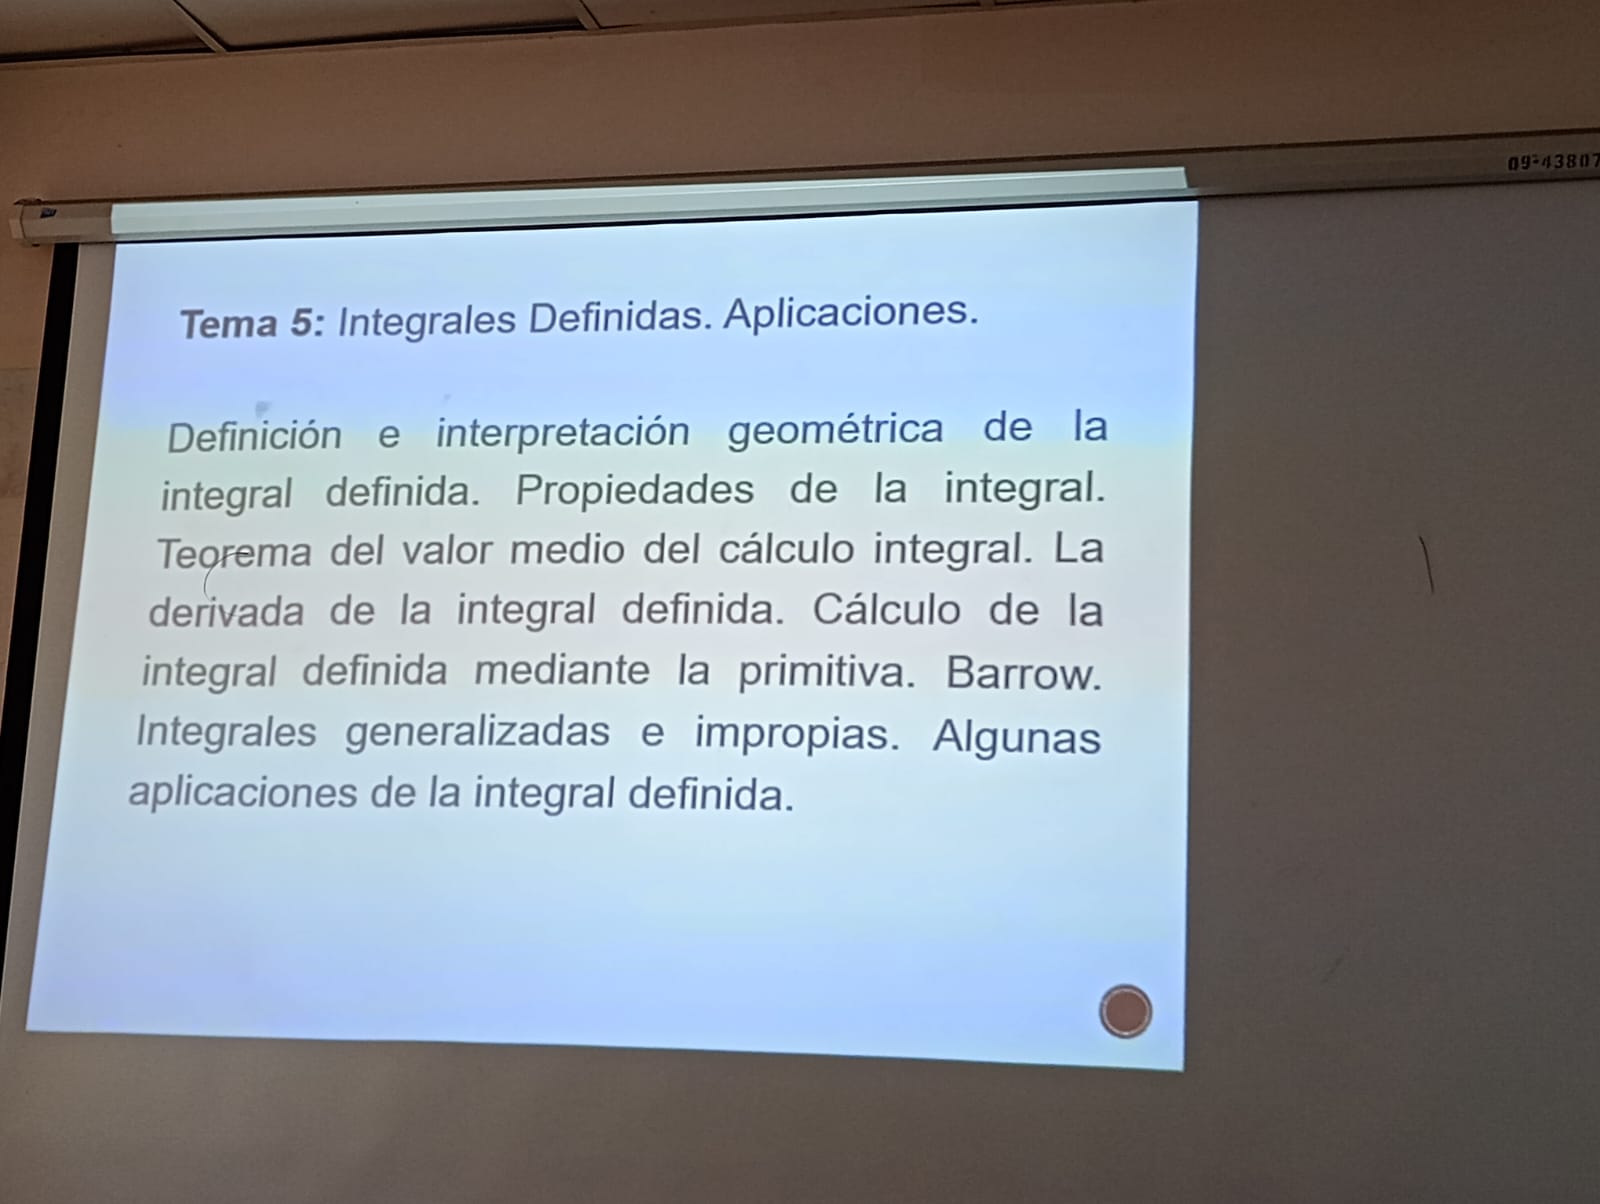 09-43807
Tema 5: Integrales Definidas. Aplicaciones.
Definición e interpretación geométrica de la
integral definida. Propiedades de la integral.
Teorema del valor medio del cálculo integral. La
derivada de la integral definida. Cálculo de la
integral definida mediante la primitiva. Barrow.
Integrales generalizadas e impropias. Algunas
aplicaciones de la integral definida.